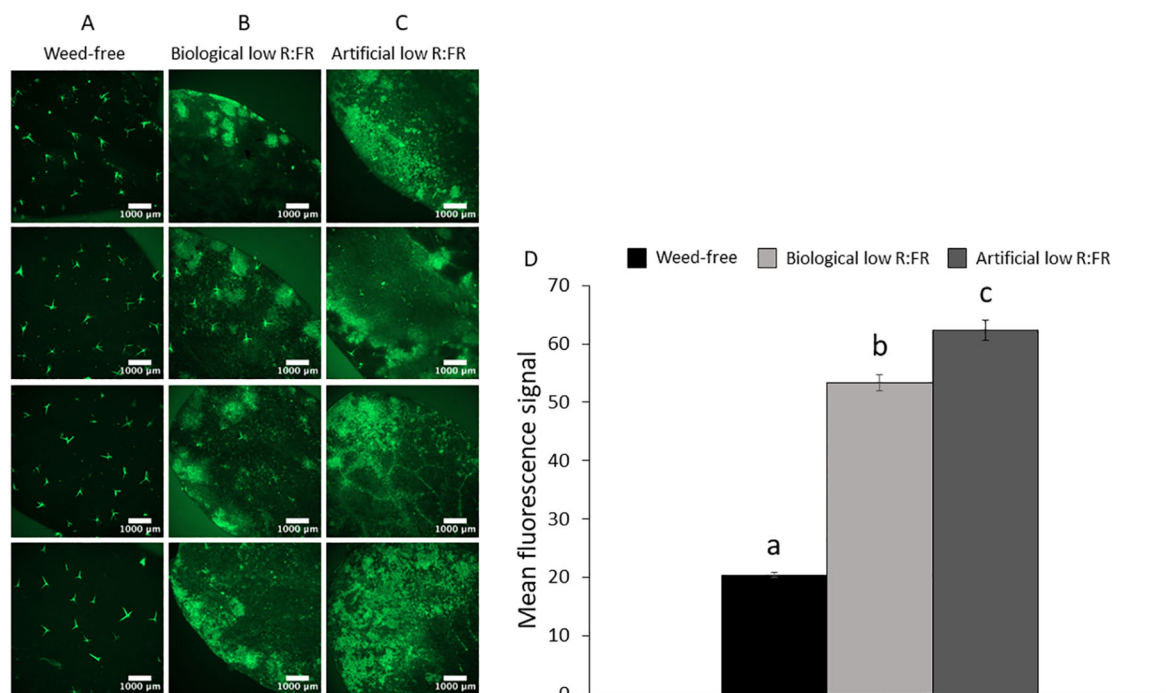 A
B
C
Weed-free
Biological low R:FR
Artificial low R:FR
1000 µm
1000 µm
1000 µm
1000 µm
1000 µm
1000 µm
1000 µm
1000 µm
1000 µm
1000 µm
1000 µm
1000 µm
D
Weed-free
Biological low R:FR
Artificial low R:FR
Mean fluorescence signal
70
60
50
40
30
20
10
0
a
b
c